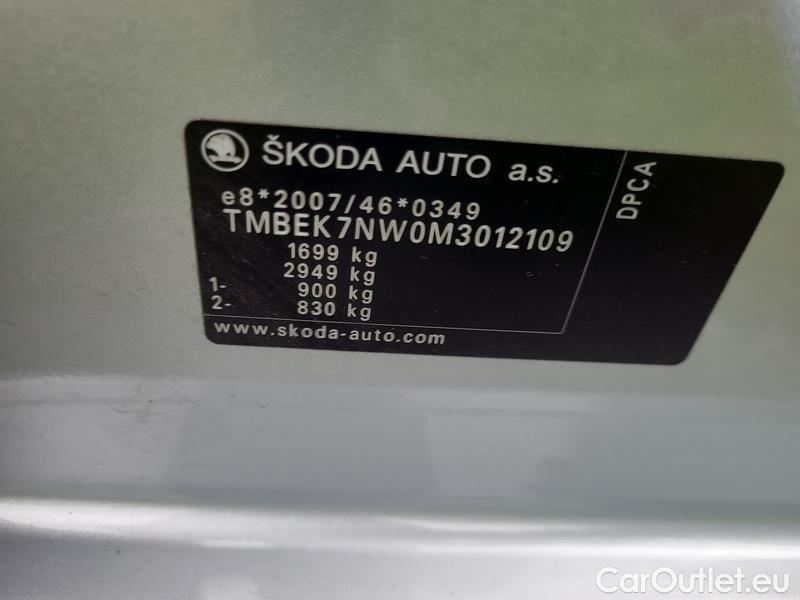 ŠKODA AUTO a.s.
e8*2007/46*0349
TMBEK7NW0M3012109
1699 kg
2949 kg
1- 900 kg
2- 830 kg
www.skoda-auto.com
DPCA
CarOutlet.eu